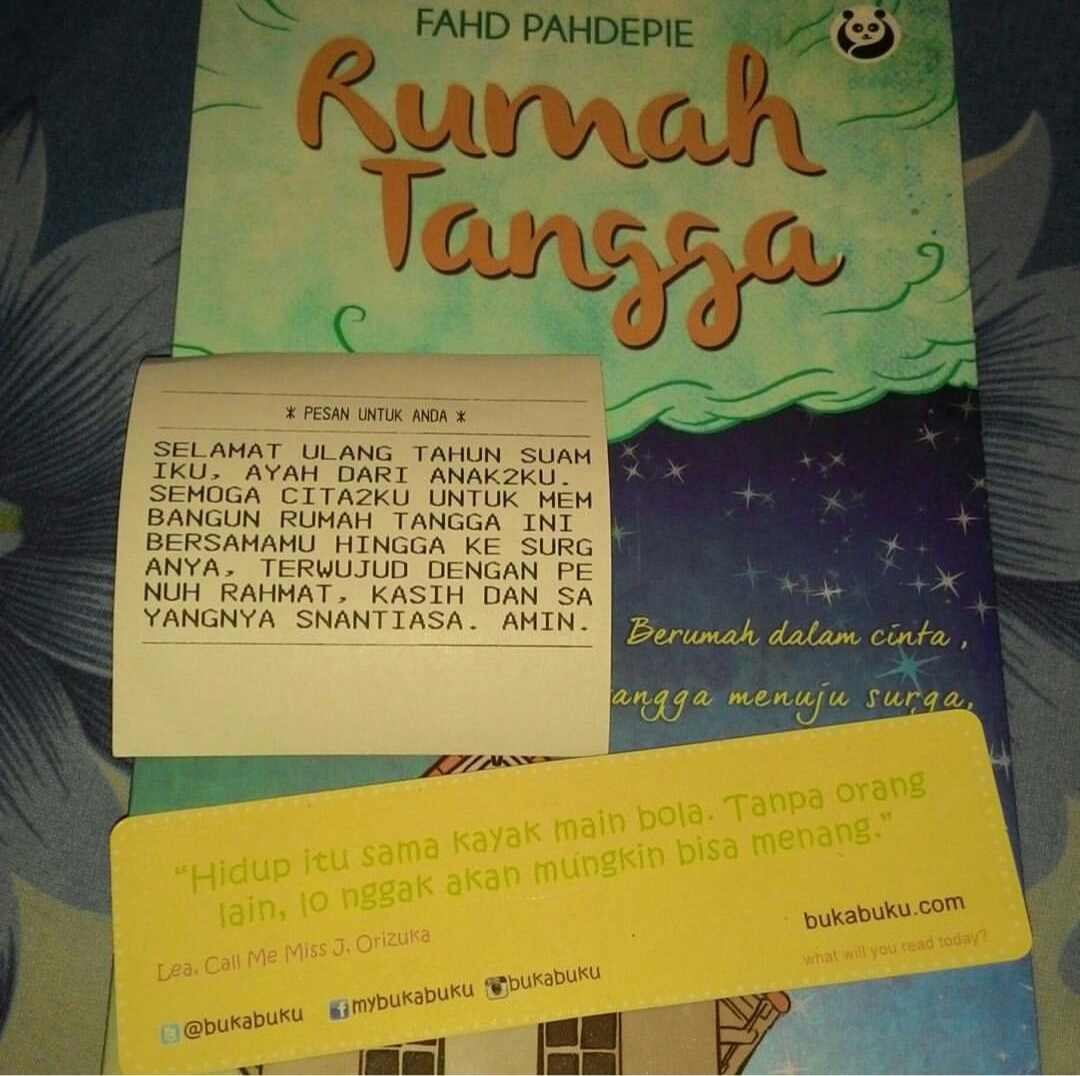 FAHD PAHDEPIE
Rumah
Tangga
* PESAN UNTUK ANDA *
SELAMAT ULANG TAHUN SUAM
IKU, AYAH DARI ANAK2KU.
SEMOGA CITA2KU UNTUK MEM
BANGUN RUMAH TANGGA INI
BERSAMAMU HINGGA KE SURG
ANYA, TERWUJUD DENGAN PE
NUH RAHMAT, KASIH DAN SA
YANGNYA SNANTIASA. AMIN.
Berumah dalam cinta,
angga menuju surga.
"Hidup itu sama kayak main bola. Tanpa orang
lain, lo nggak akan mungkin bisa menang."
Lea, Call Me Miss J, Orizuka
bukabuku.com
what will you read today?
@bukabuku mybukabuku bukabuku